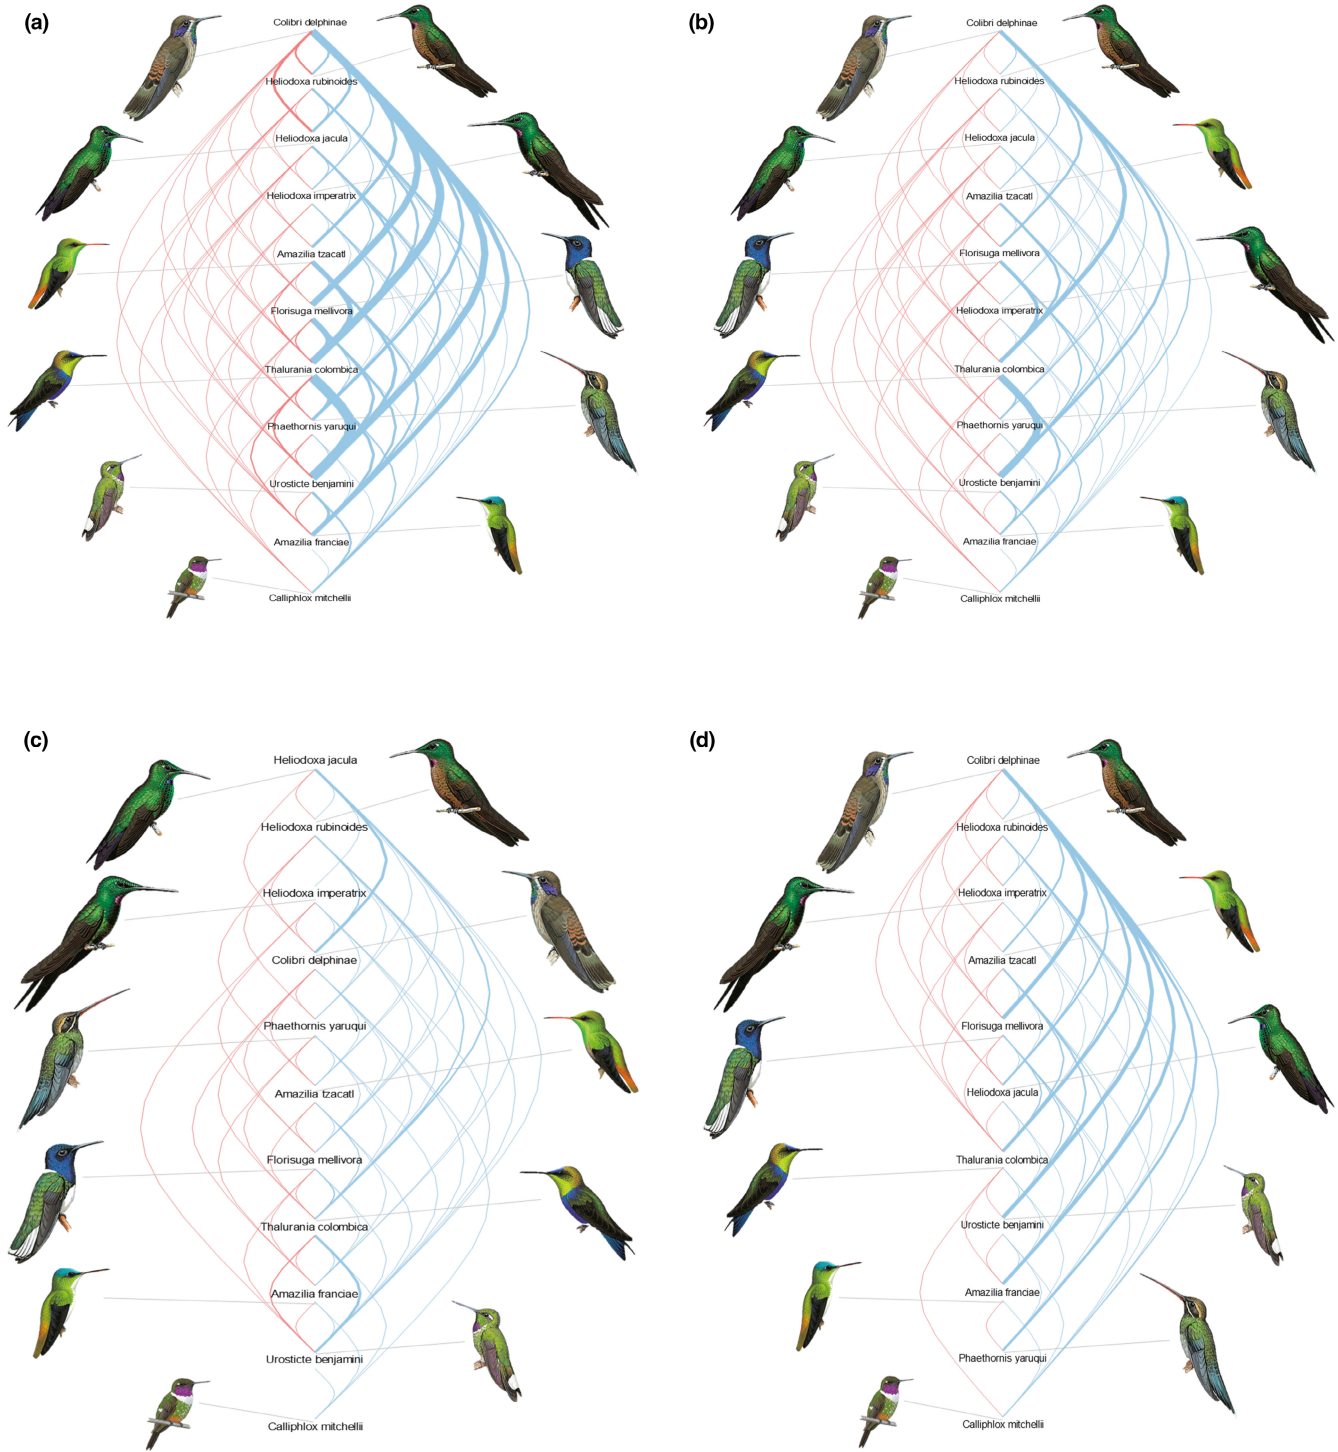 (a)
Colibri delphinae
Heliodoxa rubinoides
Heliodoxa jacula
Heliodoxa imperatrix
Amazilia tzacatl
Florisuga mellivora
Thalurania colombica
Phaethornis yaruqui
Urosticte benjamini
Amazilia franciae
Calliphlox mitchellii
(b)
Colibri delphinae
Heliodoxa rubinoides
Heliodoxa jacula
Amazilia tzacatl
Florisuga mellivora
Heliodoxa imperatrix
Thalurania colombica
Phaethornis yaruqui
Urosticte benjamini
Amazilia franciae
Calliphlox mitchellii
(c)
Heliodoxa jacula
Heliodoxa rubinoides
Heliodoxa imperatrix
Colibri delphinae
Phaethornis yaruqui
Amazilia tzacatl
Florisuga mellivora
Thalurania colombica
Amazilia franciae
Urosticte benjamini
Calliphlox mitchellii
(d)
Colibri delphinae
Heliodoxa rubinoides
Heliodoxa imperatrix
Amazilia tzacatl
Florisuga mellivora
Heliodoxa jacula
Thalurania colombica
Urosticte benjamini
Amazilia franciae
Phaethornis yaruqui
Calliphlox mitchellii